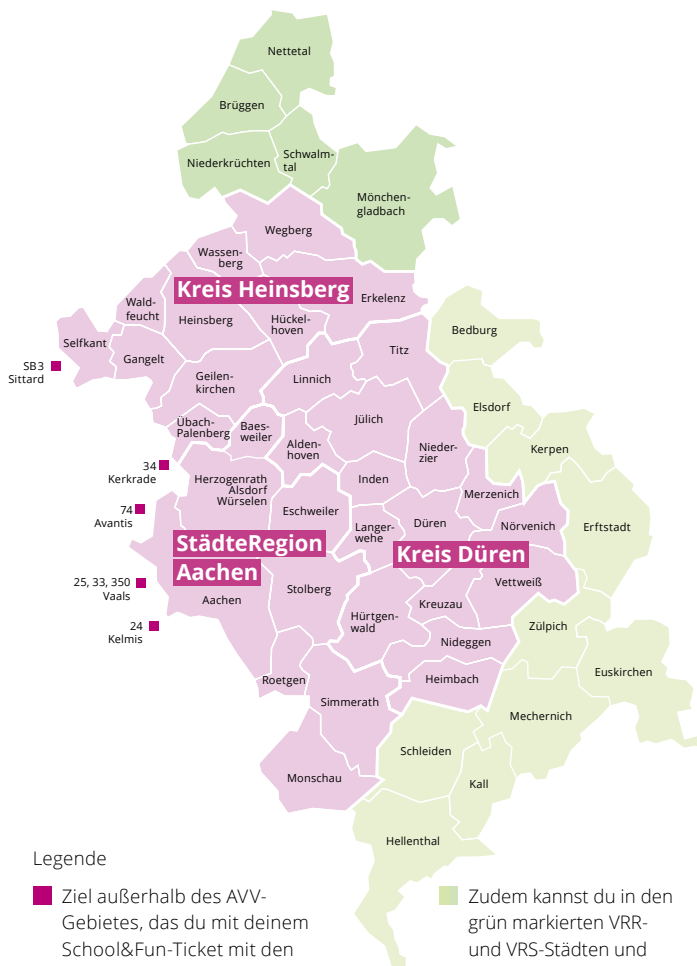 Nettetal
Brüggen
Niederkrüchten
Schwalm-
tal
Mönchen-
gladbach
Wegberg
Wassen-
berg
Kreis Heinsberg
Erkelenz
Wald-
feucht
Heinsberg
Hückel-
hoven
Selfkant
Gangelt
SB3
Sittard
Geilen-
kirchen
Linnich
Titz
Bedburg
Elsdorf
Übach-
Palenberg
Baes-
weiler
Alden-
hoven
Jülich
Nieder-
zier
Kerpen
34
Kerkrade
Herzogenrath
Alsdorf
Würselen
Inden
Merzenich
74
Avantis
Eschweiler
Langer-
wehe
Düren
Nörvenich
Erftstadt
StädteRegion
Aachen
Kreis Düren
25, 33, 350
Vaals
Aachen
Stolberg
Hürtgen-
wald
Kreuzau
Vettweiß
24
Kelmis
Nideggen
Zülpich
Roetgen
Heimbach
Euskirchen
Simmerath
Mechernich
Monschau
Schleiden
Kall
Hellenthal
Legende
Ziel außerhalb des AVV-
Gebietes, das du mit deinem
School&Fun-Ticket mit den
Zudem kannst du in den
grün markierten VRR-
und VRS-Städten und